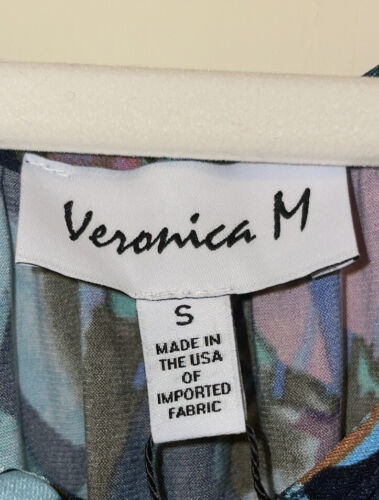 Veronica M
S
MADE IN
THE USA
OF
IMPORTED
FABRIC